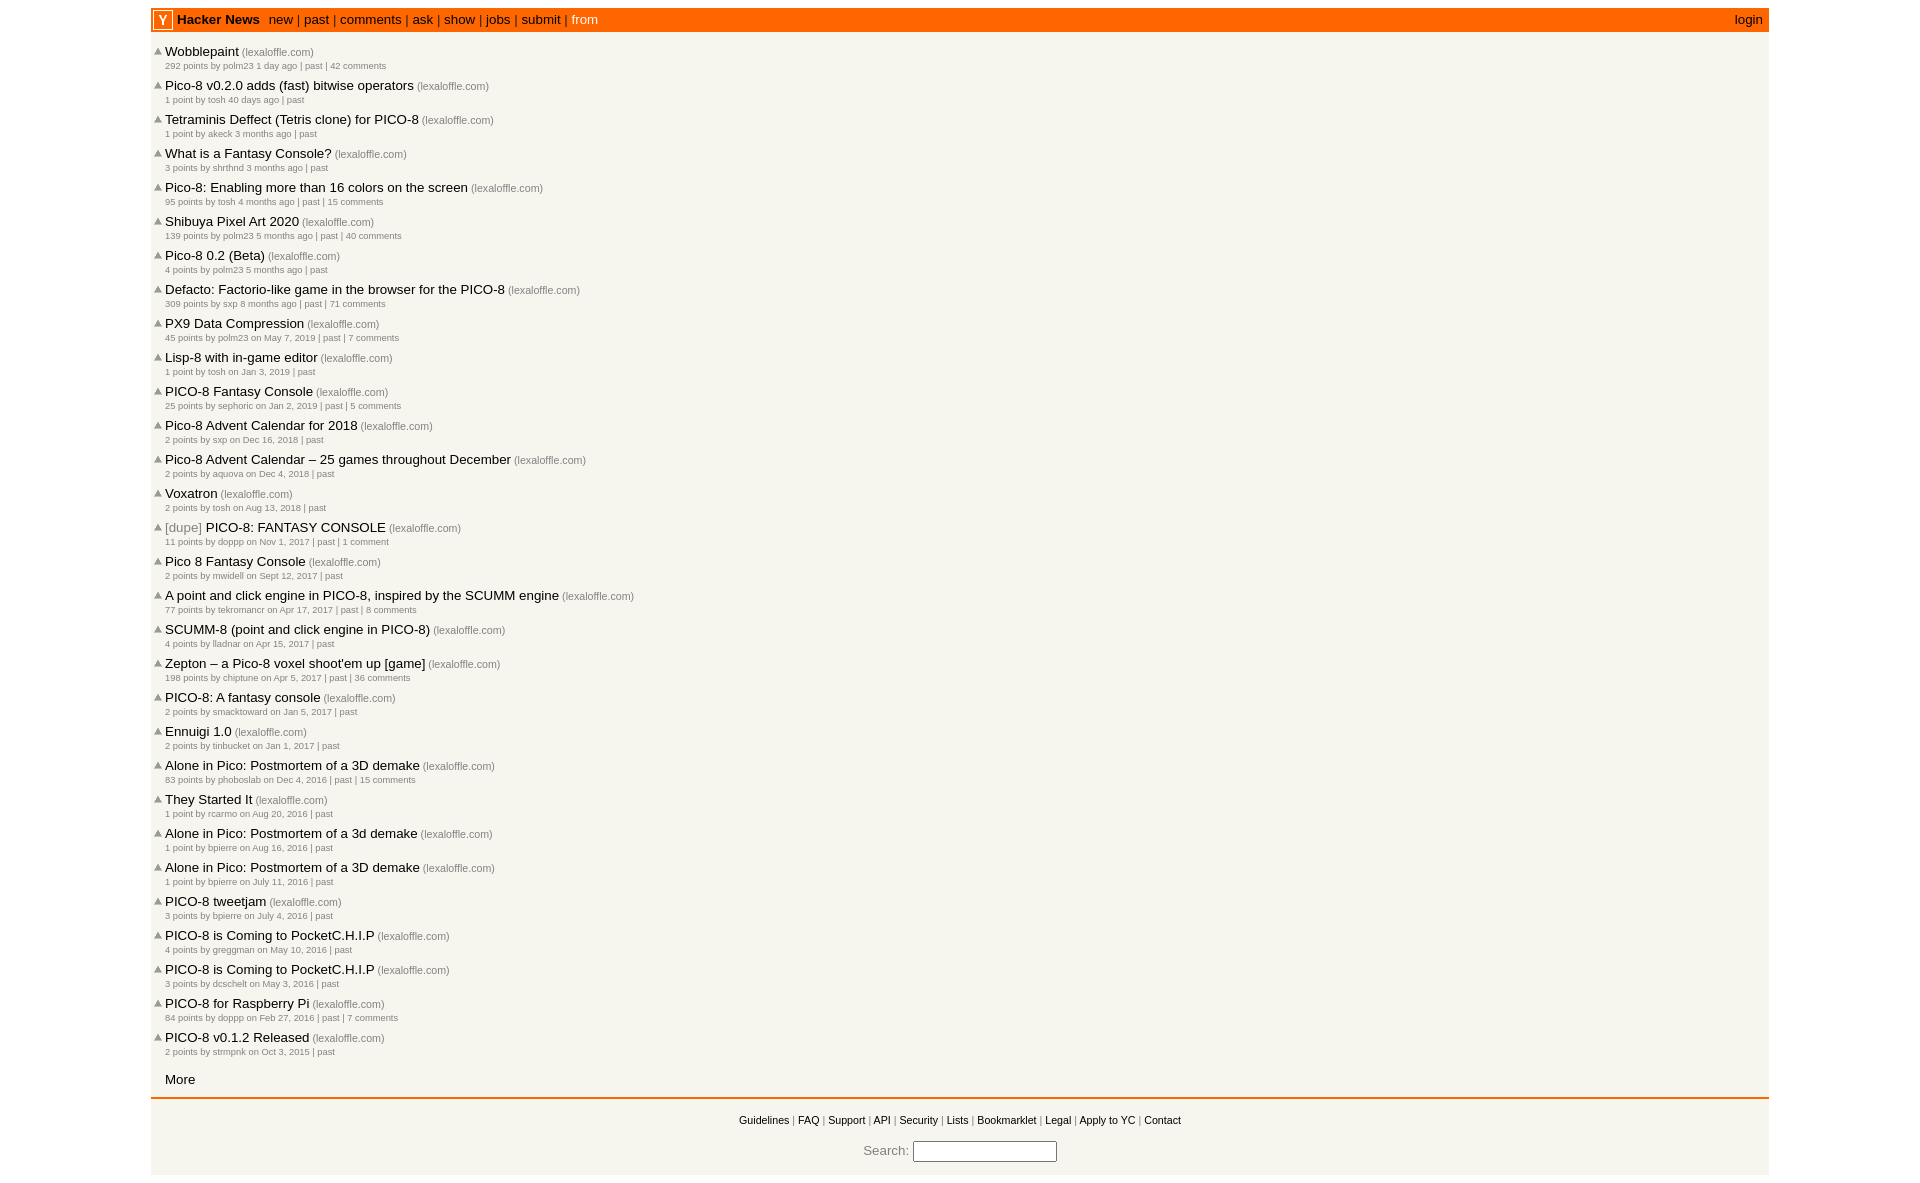 Y Hacker News new | past | comments | ask | show | jobs | submit | from login
Wobblepaint (lexaloffle.com)
292 points by polm23 1 day ago | past | 42 comments
Pico-8 v0.2.0 adds (fast) bitwise operators (lexaloffle.com)
1 point by tosh 40 days ago | past
Tetraminis Deffect (Tetris clone) for PICO-8 (lexaloffle.com)
1 point by akeck 3 months ago | past
What is a Fantasy Console? (lexaloffle.com)
3 points by shrthnd 3 months ago | past
Pico-8: Enabling more than 16 colors on the screen (lexaloffle.com)
95 points by tosh 4 months ago | past | 15 comments
Shibuya Pixel Art 2020 (lexaloffle.com)
139 points by polm23 5 months ago | past | 40 comments
Pico-8 0.2 (Beta) (lexaloffle.com)
4 points by polm23 5 months ago | past
Defacto: Factorio-like game in the browser for the PICO-8 (lexaloffle.com)
309 points by sxp 8 months ago | past | 71 comments
PX9 Data Compression (lexaloffle.com)
45 points by polm23 on May 7, 2019 | past | 7 comments
Lisp-8 with in-game editor (lexaloffle.com)
1 point by tosh on Jan 3, 2019 | past
PICO-8 Fantasy Console (lexaloffle.com)
25 points by sephoric on Jan 2, 2019 | past | 5 comments
Pico-8 Advent Calendar for 2018 (lexaloffle.com)
2 points by sxp on Dec 16, 2018 | past
Pico-8 Advent Calendar – 25 games throughout December (lexaloffle.com)
2 points by aquova on Dec 4, 2018 | past
Voxatron (lexaloffle.com)
2 points by tosh on Aug 13, 2018 | past
[dupe] PICO-8: FANTASY CONSOLE (lexaloffle.com)
11 points by doppp on Nov 1, 2017 | past | 1 comment
Pico 8 Fantasy Console (lexaloffle.com)
2 points by mwidell on Sept 12, 2017 | past
A point and click engine in PICO-8, inspired by the SCUMM engine (lexaloffle.com)
77 points by tekromancr on Apr 17, 2017 | past | 8 comments
SCUMM-8 (point and click engine in PICO-8) (lexaloffle.com)
4 points by lladnar on Apr 15, 2017 | past
Zepton – a Pico-8 voxel shoot'em up [game] (lexaloffle.com)
198 points by chiptune on Apr 5, 2017 | past | 36 comments
PICO-8: A fantasy console (lexaloffle.com)
2 points by smacktoward on Jan 5, 2017 | past
Ennuigi 1.0 (lexaloffle.com)
2 points by tinbucket on Jan 1, 2017 | past
Alone in Pico: Postmortem of a 3D demake (lexaloffle.com)
83 points by phoboslab on Dec 4, 2016 | past | 15 comments
They Started It (lexaloffle.com)
1 point by rcarmo on Aug 20, 2016 | past
Alone in Pico: Postmortem of a 3d demake (lexaloffle.com)
1 point by bpierre on Aug 16, 2016 | past
Alone in Pico: Postmortem of a 3D demake (lexaloffle.com)
1 point by bpierre on July 11, 2016 | past
PICO-8 tweetjam (lexaloffle.com)
3 points by bpierre on July 4, 2016 | past
PICO-8 is Coming to PocketC.H.I.P (lexaloffle.com)
4 points by greggman on May 10, 2016 | past
PICO-8 is Coming to PocketC.H.I.P (lexaloffle.com)
3 points by dcschelt on May 3, 2016 | past
PICO-8 for Raspberry Pi (lexaloffle.com)
84 points by doppp on Feb 27, 2016 | past | 7 comments
PICO-8 v0.1.2 Released (lexaloffle.com)
2 points by strmpnk on Oct 3, 2015 | past
More
Guidelines | FAQ | Support | API | Security | Lists | Bookmarklet | Legal | Apply to YC | Contact
Search: